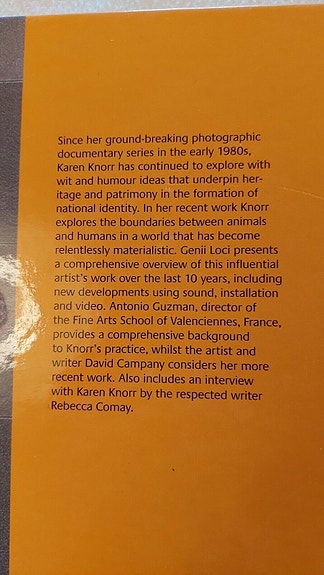 Since her ground-breaking photographic
documentary series in the early 1980s,
Karen Knorr has continued to explore with
wit and humour ideas that underpin her-
itage and patrimony in the formation of
national identity. In her recent work Knorr
explores the boundaries between animals
and humans in a world that has become
relentlessly materialistic. Genii Loci presents
a comprehensive overview of this influential
artist's work over the last 10 years, including
new developments using sound, installation
and video. Antonio Guzman, director of
the Fine Arts School of Valenciennes, France,
provides a comprehensive background
to Knorr's practice, whilst the artist and
writer David Campany considers her more
recent work. Also includes an interview
with Karen Knorr by the respected writer
Rebecca Comay.